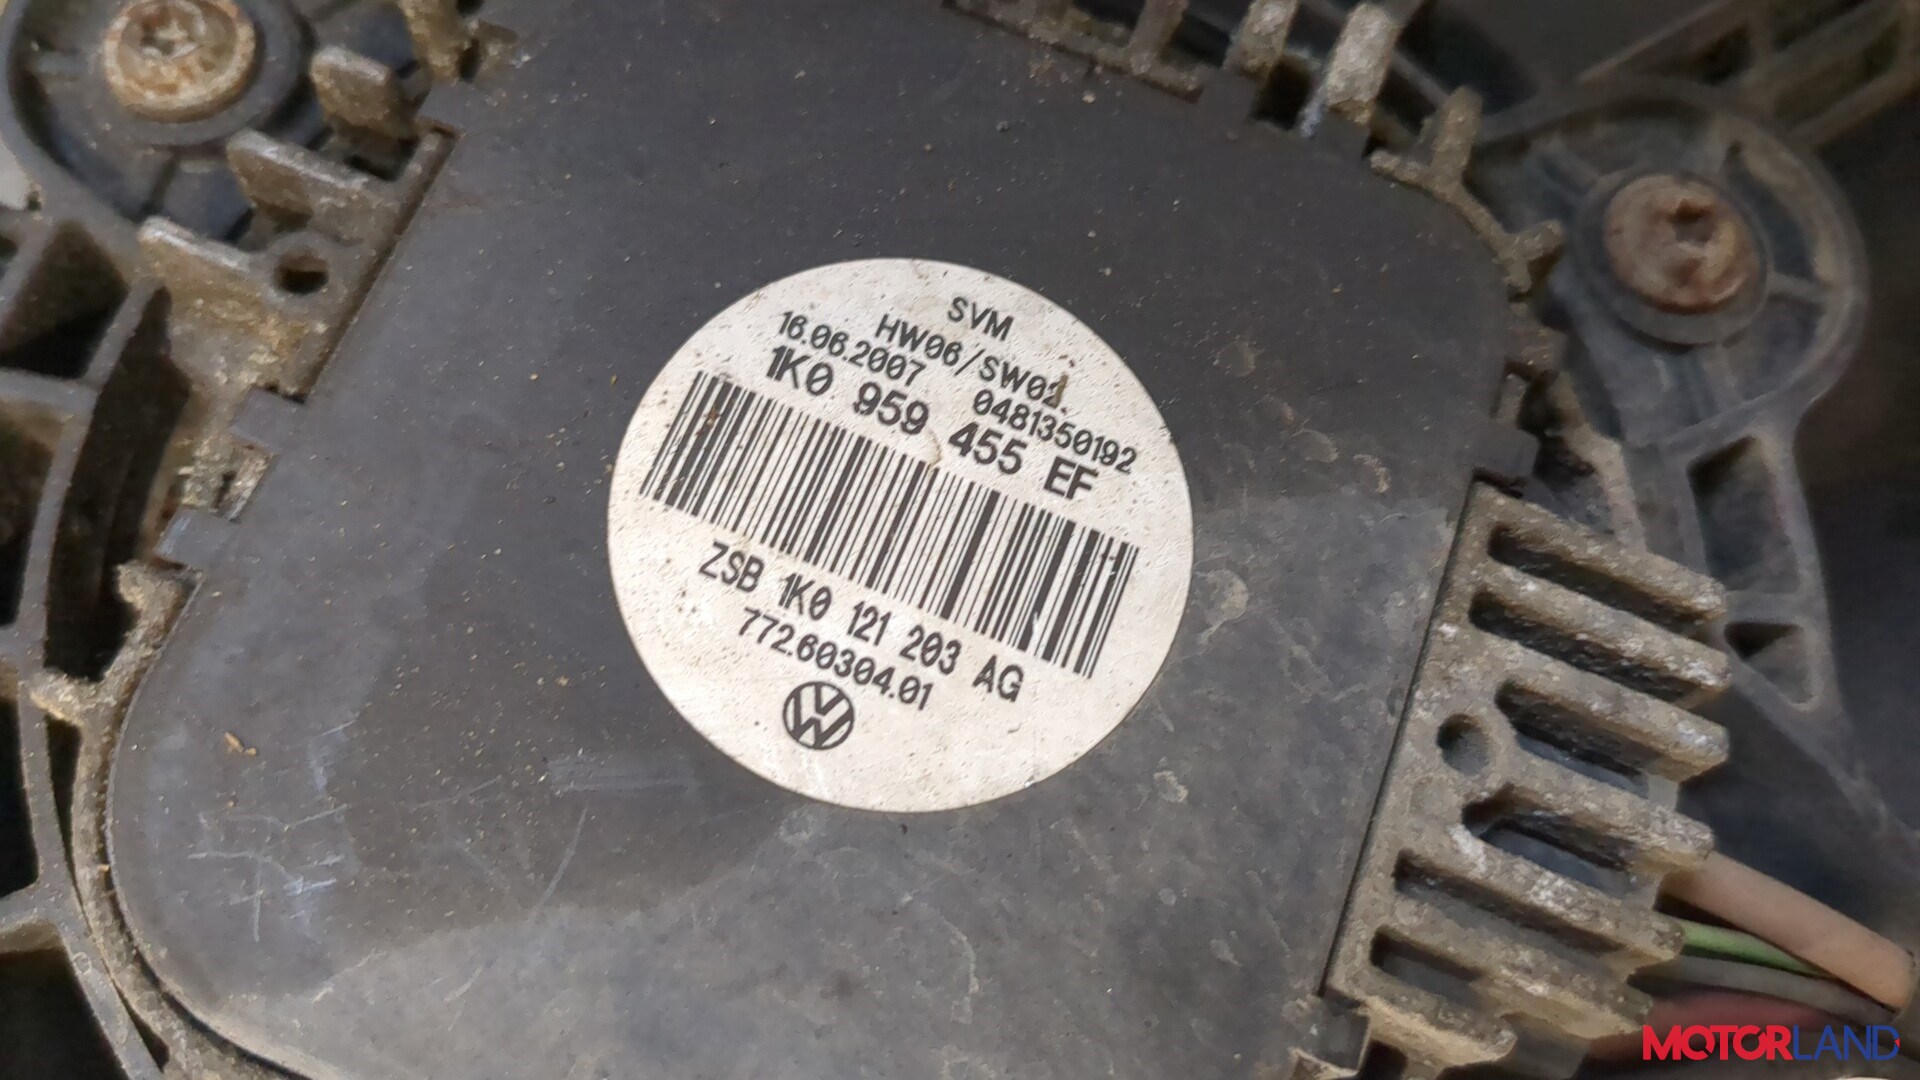 SVM
HW06/SW02
16.06.2007 0481350192
1K0 959 455 EF
ZSB 1K0 121 203 AG
772.60304.01
MOTORLAND